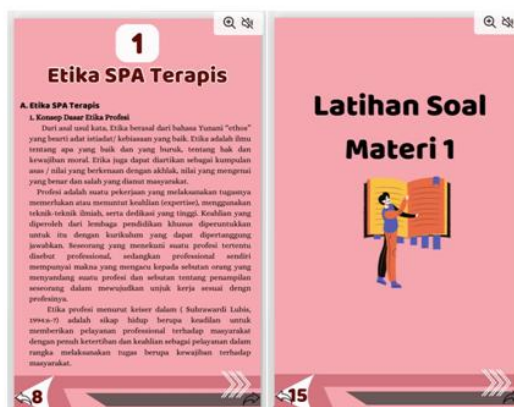 1
Etika SPA Terapis
A. Etika SPA Terapis
1. Konsep Dasar Etika Profesi
Dari asal usul kata, Etika berasal dari bahasa Yunani "ethos"
yang beartì adat istiadat/ kebiasaan yang baik. Etika adalah ilmu
tentang apa yang baik dan yang buruk, tentang hak dan
kewajiban moral. Etika juga dapat diartikan sebagai kumpulan
asas / nilai yang berkenaan dengan akhlak, nilai yang mengenai
yang benar dan salah yang dianut masyarakat.
Profesi adalah suatu pekerjaan yang melaksanakan tugasnya
memerlukan atau menuntut keahlian (expertise), menggunakan
teknik-teknik ilmiah, serta dedikasi yang tinggi. Keahlian yang
diperoleh dari lembaga pendidikan khusus diperuntukkan
untuk itu dengan kurikulum yang dapat dipertanggung
jawabkan. Seseorang yang menekuni suatu profesi tertentu
disebut professional, sedangkan professional sendiri
mempunyai makna yang mengacu kepada sebutan orang yang
menyandang suatu profesi dan sebutan tentang penampilan
seseorang dalam mewujudkan unjuk kerja sesuai dengn
profesinya.
Etika profesi menurut keiser dalam ( Suhrawardi Lubis,
1994:6-7) adalah sikap hidup berupa keadilan untuk
memberikan pelayanan professional terhadap masyarakat
dengan penuh ketertiban dan keahlian sebagai pelayanan dalam
rangka melaksanakan tugas berupa kewajiban terhadap
masyarakat.
8
Latihan Soal
Materi 1
15